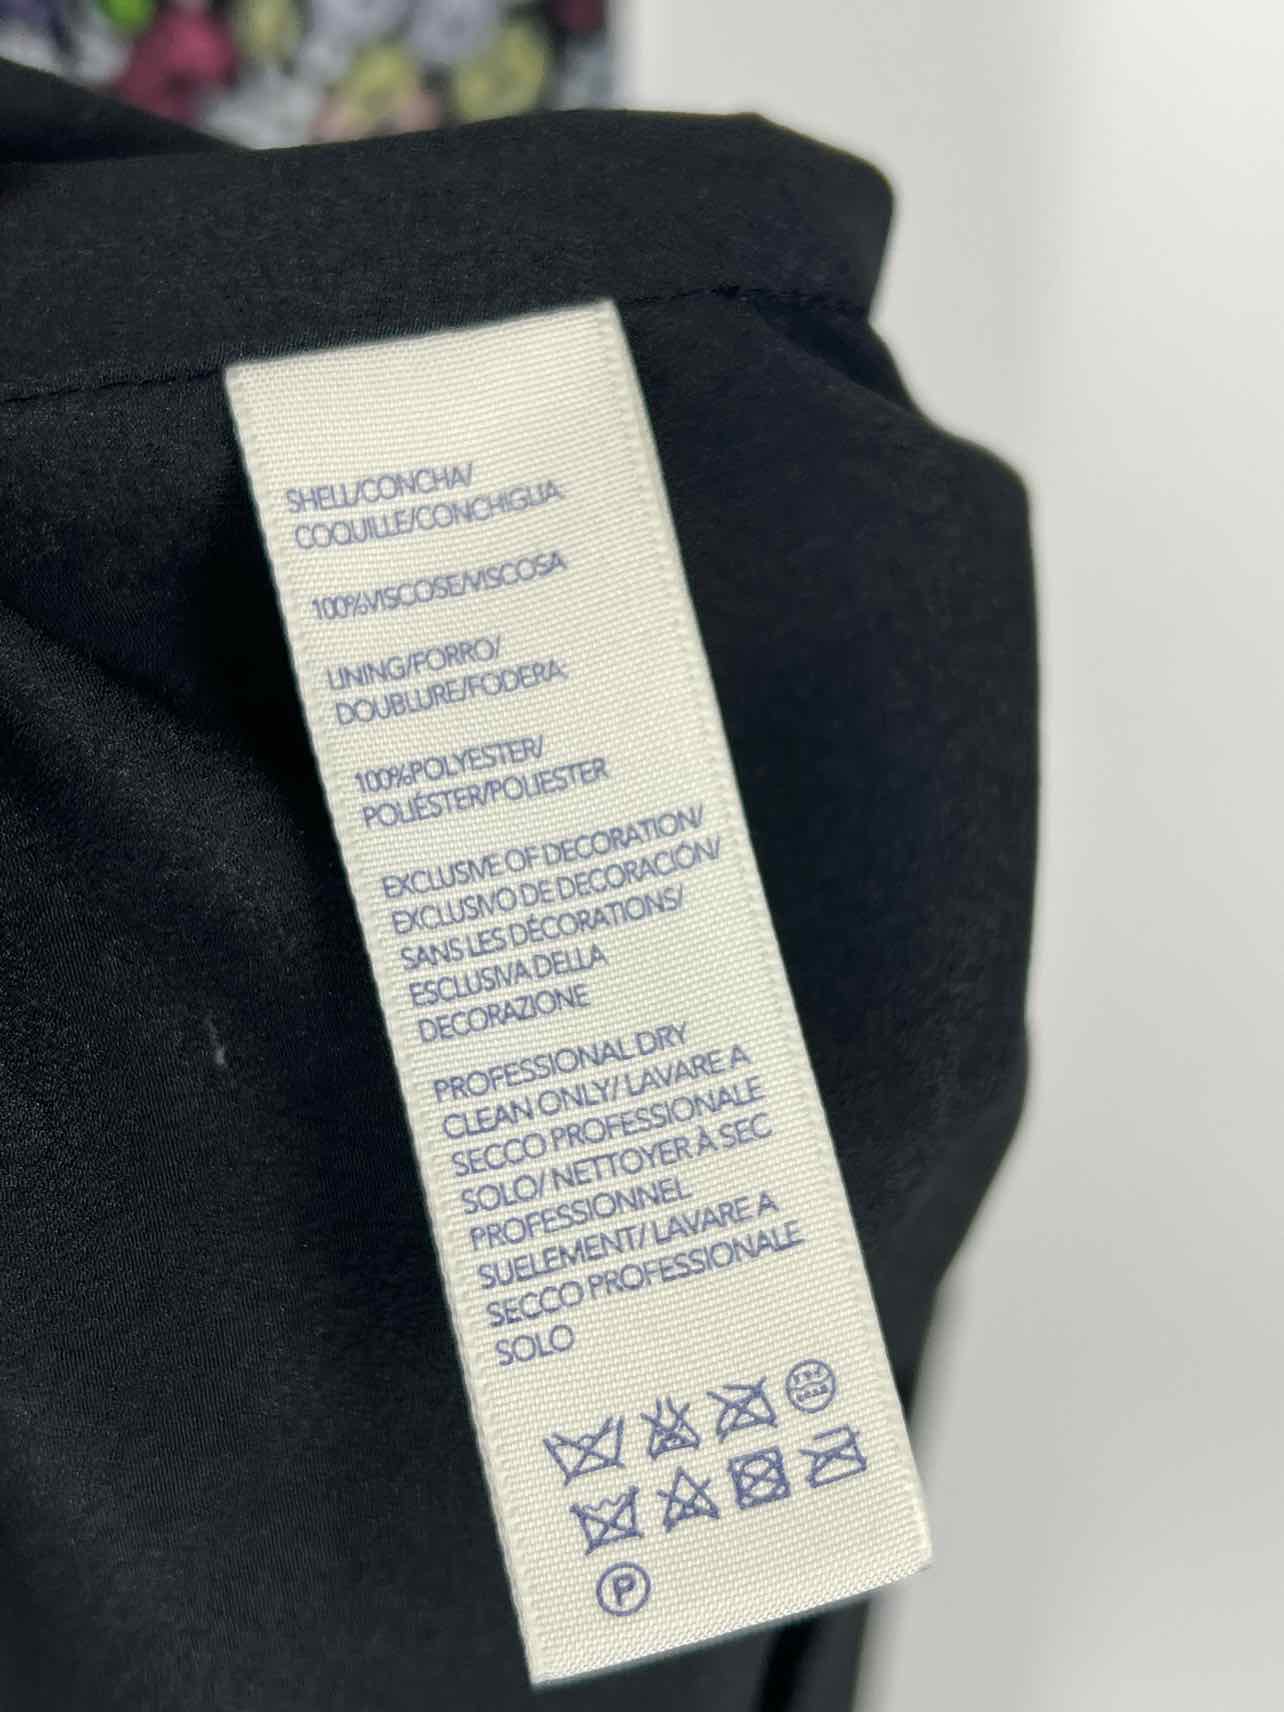 SHELL/CONCHA/
COQUILLE/CONCHIGLIA:
100%VISCOSE/VISCOSA
LINING/FORRO/
DOUBLURE/FODERA:
100%POLYESTER/
POLIÉSTER/POLIESTER
EXCLUSIVE OF DECORATION/
EXCLUSIVO DE DECORACIÓN/
SANS LES DÉCORATIONS/
ESCLUSIVA DELLA
DECORAZIONE
PROFESSIONAL DRY
CLEAN ONLY/ LAVARE A
SECCO PROFESSIONALE
SOLO/ NETTOYER À SEC
PROFESSIONNEL
SUELEMENT/ LAVARE A
SECCO PROFESSIONALE
SOLO
P